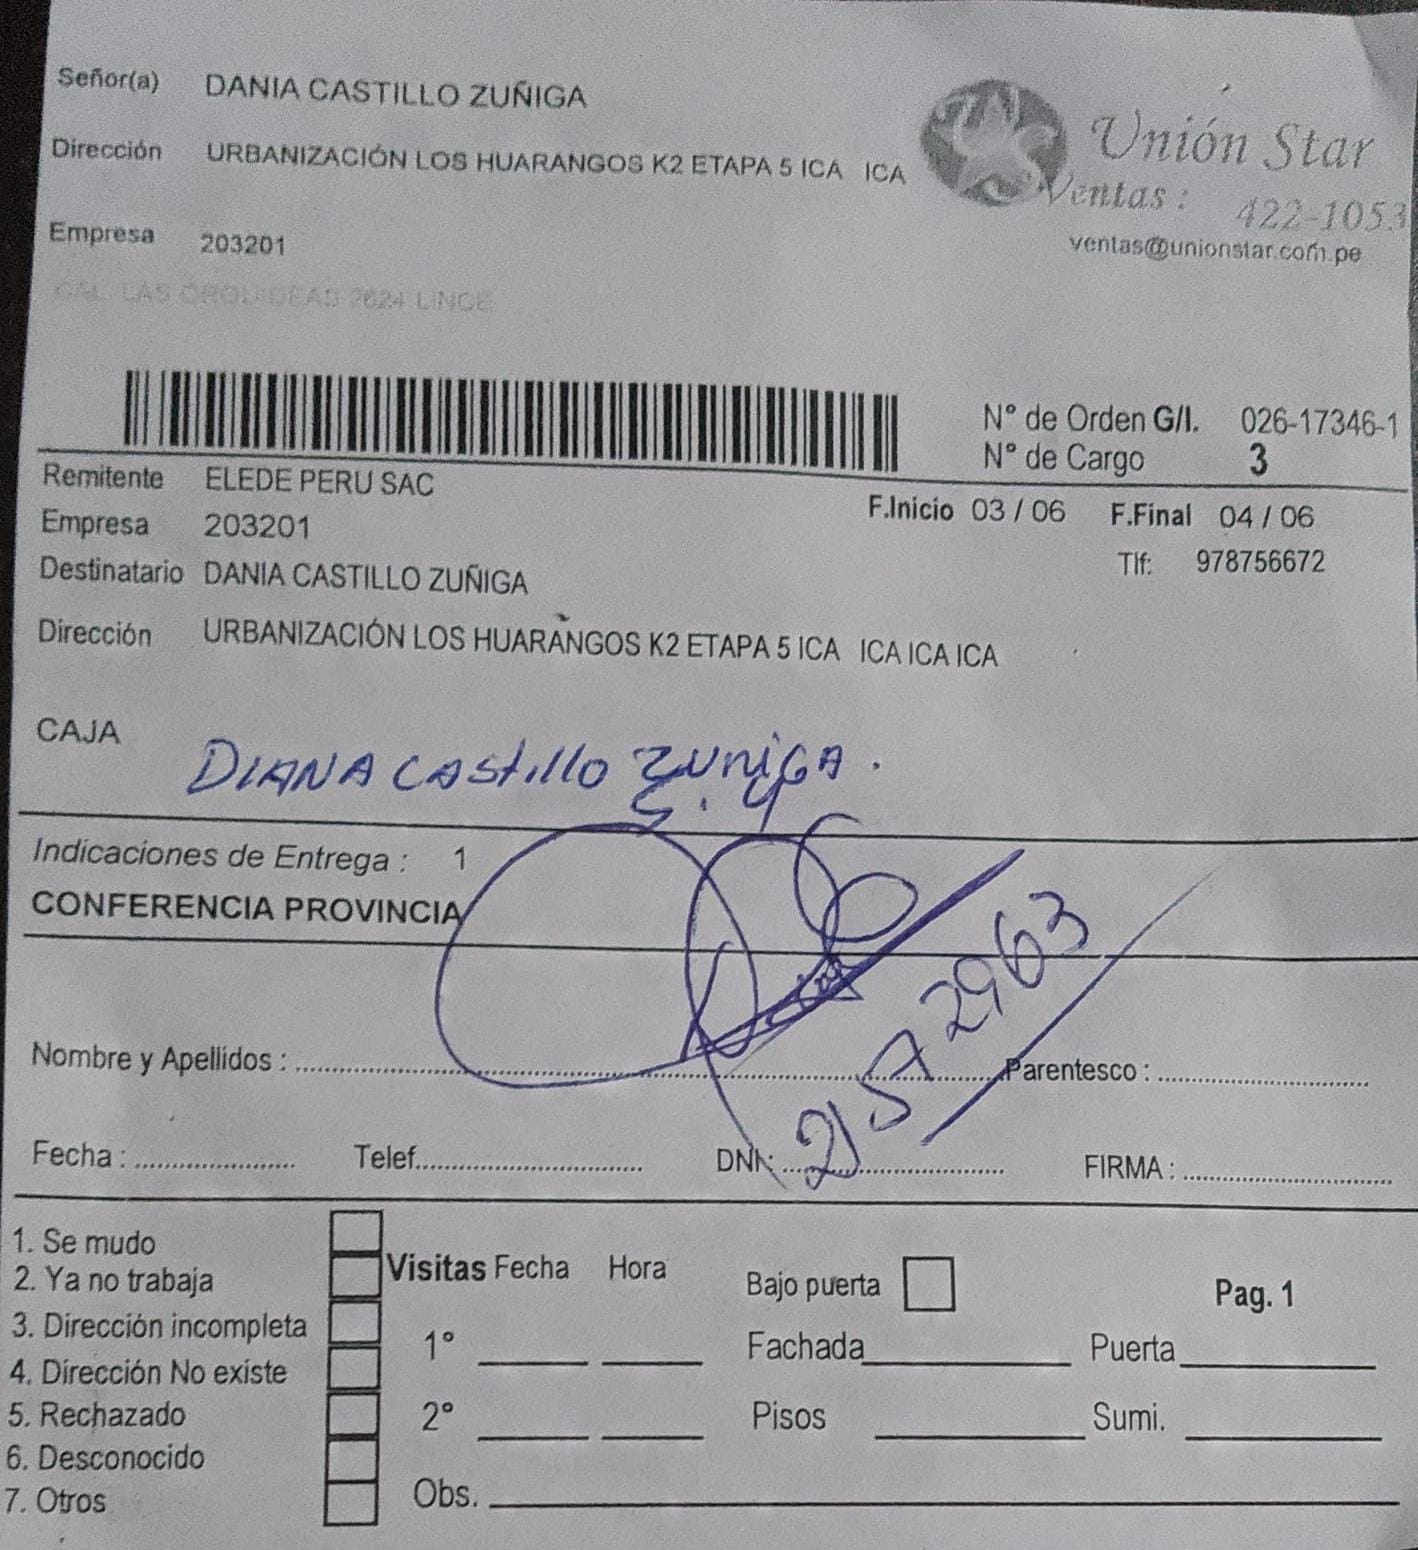 Señor(a) DANIA CASTILLO ZUÑIGA
Dirección URBANIZACIÓN LOS HUARANGOS K2 ETAPA 5 ICA ICA
Unión Star
Ventas : 422-1053
ventas@unionstar.com.pe
Empresa 203201
CAL LAS ORQUIDEAS 2624 LINCE
N° de Orden G/I. 026-17346-1
N° de Cargo 3
Remitente ELEDE PERU SAC
F.Inicio 03 / 06 F.Final 04 / 06
Empresa 203201
Tlf: 978756672
Destinatario DANIA CASTILLO ZUÑIGA
Dirección URBANIZACIÓN LOS HUARANGOS K2 ETAPA 5 ICA ICA ICA ICA
CAJA
DIANA CAStillo ZUÑIGA.
Indicaciones de Entrega : 1
CONFERENCIA PROVINCIA
21572963
Nombre y Apellidos : Parentesco :
Fecha : Telef. DNI: FIRMA :
1. Se mudo
2. Ya no trabaja
3. Dirección incompleta
4. Dirección No existe
5. Rechazado
6. Desconocido
7. Otros
Visitas Fecha Hora
1°
2°
Obs.
Bajo puerta
Pag. 1
Fachada Puerta
Pisos Sumi.